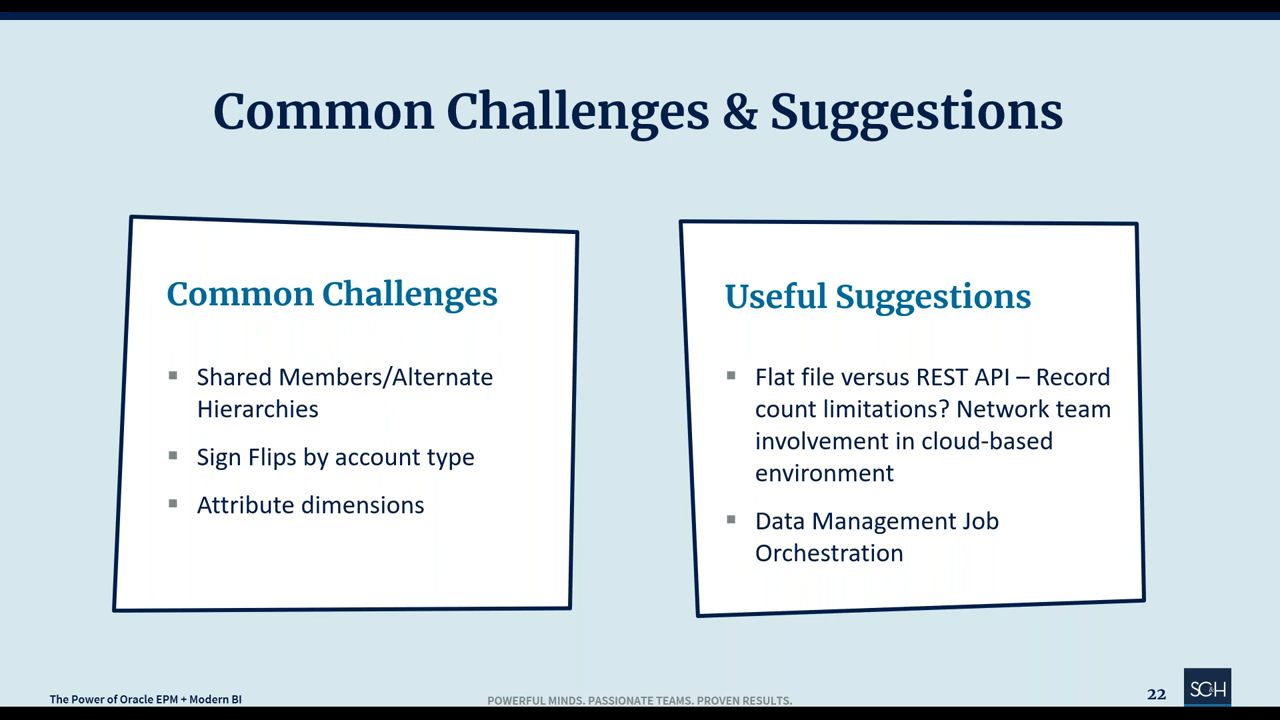 Common Challenges & Suggestions
Common Challenges
▪ Shared Members/Alternate
Hierarchies
▪ Sign Flips by account type
▪ Attribute dimensions
Useful Suggestions
▪ Flat file versus REST API – Record
count limitations? Network team
involvement in cloud-based
environment
▪ Data Management Job
Orchestration
The Power of Oracle EPM + Modern BI
POWERFUL MINDS. PASSIONATE TEAMS. PROVEN RESULTS.
22
SC&H